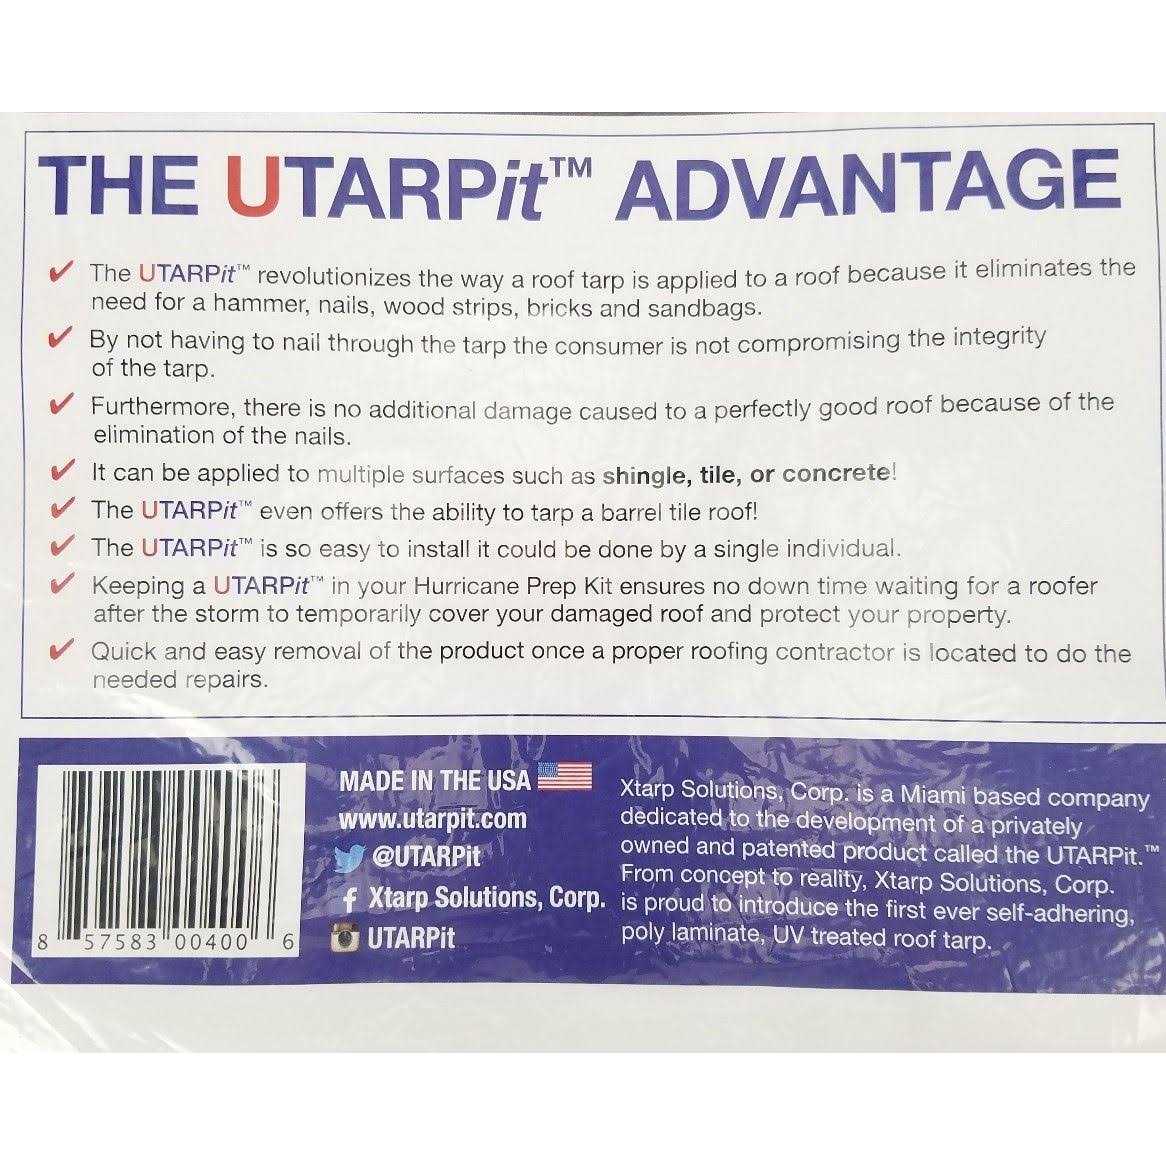 THE UTARPit™ ADVANTAGE
✓ The UTARPit™ revolutionizes the way a roof tarp is applied to a roof because it eliminates the
need for a hammer, nails, wood strips, bricks and sandbags.
✓ By not having to nail through the tarp the consumer is not compromising the integrity
of the tarp.
✓ Furthermore, there is no additional damage caused to a perfectly good roof because of the
elimination of the nails.
✓ It can be applied to multiple surfaces such as shingle, tile, or concrete!
✓ The UTARPit™ even offers the ability to tarp a barrel tile roof!
✓ The UTARPit™ is so easy to install it could be done by a single individual.
✓ Keeping a UTARPit™ in your Hurricane Prep Kit ensures no down time waiting for a roofer
after the storm to temporarily cover your damaged roof and protect your property.
✓ Quick and easy removal of the product once a proper roofing contractor is located to do the
needed repairs.
8 57583 00400 6
MADE IN THE USA
www.utarpit.com
@UTARPit
f Xtarp Solutions, Corp.
UTARPit
Xtarp Solutions, Corp. is a Miami based company
dedicated to the development of a privately
owned and patented product called the UTARPit.™
From concept to reality, Xtarp Solutions, Corp.
is proud to introduce the first ever self-adhering,
poly laminate, UV treated roof tarp.